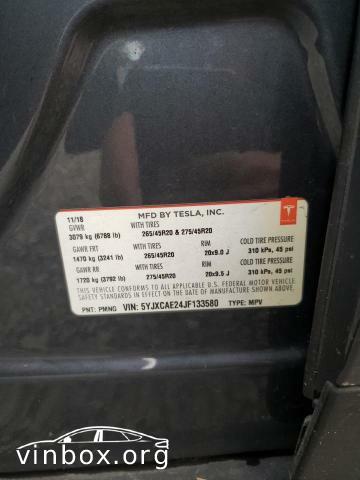 11/18 MFD BY TESLA, INC.
GVWR WITH TIRES
3079 kg (6788 lb) 265/45R20 & 275/45R20
GAWR FRT WITH TIRES RIM COLD TIRE PRESSURE
1470 kg (3241 lb) 265/45R20 20x9.0 J 310 kPa, 45 psi
GAWR RR WITH TIRES RIM COLD TIRE PRESSURE
1720 kg (3792 lb) 275/45R20 20x9.5 J 310 kPa, 45 psi
THIS VEHICLE CONFORMS TO ALL APPLICABLE U.S. FEDERAL MOTOR VEHICLE
SAFETY AND THEFT PREVENTION STANDARDS IN EFFECT ON THE
DATE OF MANUFACTURE SHOWN ABOVE.
PNT: PMNG VIN: 5YJXCAE24JF133580 TYPE: MPV
vinbox.org